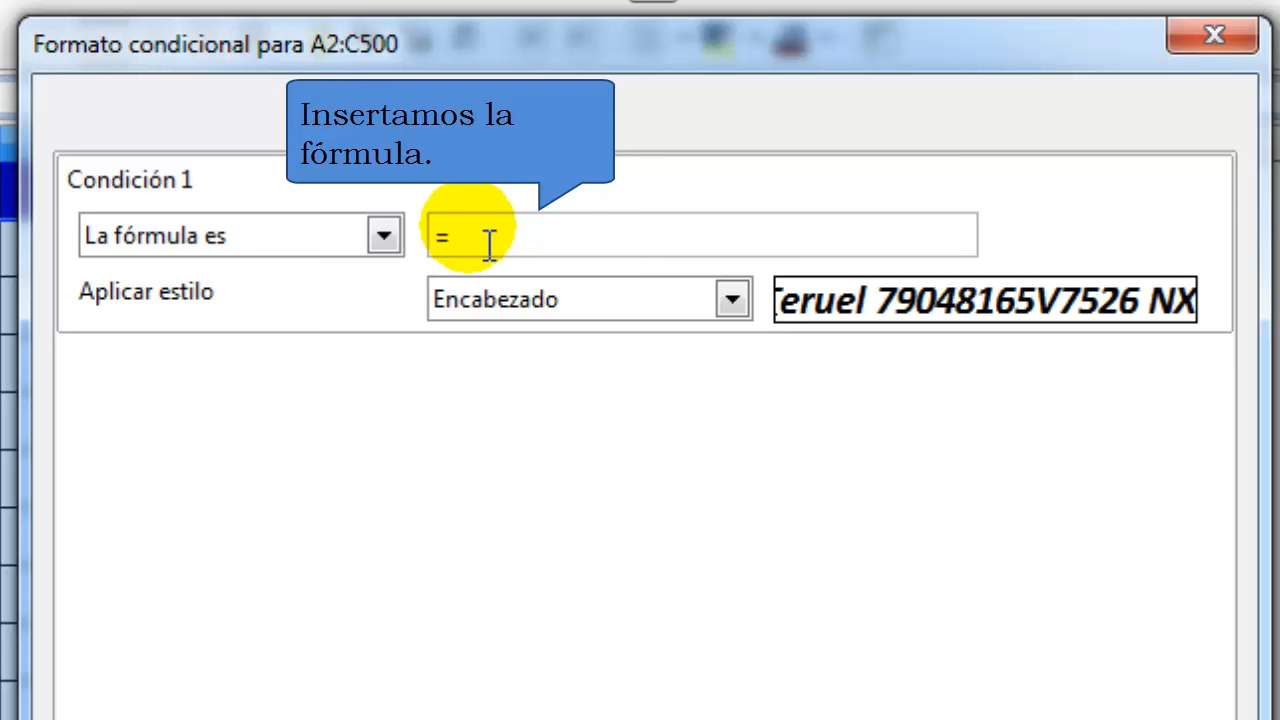 Formato condicional para A2:C500
Insertamos la
fórmula.
Condición 1
La fórmula es
=
Aplicar estilo
Encabezado
eruel 79048165V7526 NX